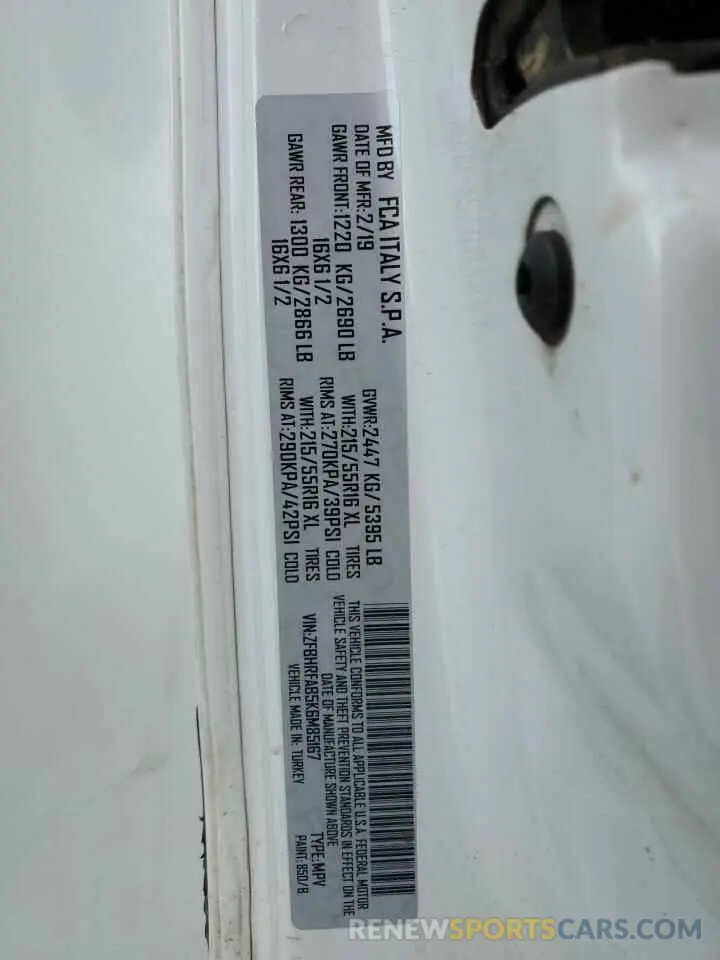 MFD BY FCA ITALY S.P.A.
DATE OF MFR:2/19 GVWR:2447 KG/5395 LB
GAWR FRONT:1220 KG/2690 LB WITH:215/55R16 XL TIRES
16X6 1/2 RIMS AT:270KPA/39PSI COLD
GAWR REAR: 1300 KG/2866 LB WITH:215/55R16 XL TIRES
16X6 1/2 RIMS AT:290KPA/42PSI COLD
THIS VEHICLE CONFORMS TO ALL APPLICABLE U.S.A. FEDERAL MOTOR
VEHICLE SAFETY AND THEFT PREVENTION STANDARDS IN EFFECT ON THE
DATE OF MANUFACTURE SHOWN ABOVE
VIN:ZFBHRFAB5K6M85167 TYPE:MPV
VEHICLE MADE IN: TURKEY PAINT: 850/B
RENEWSPORTSCARS.COM